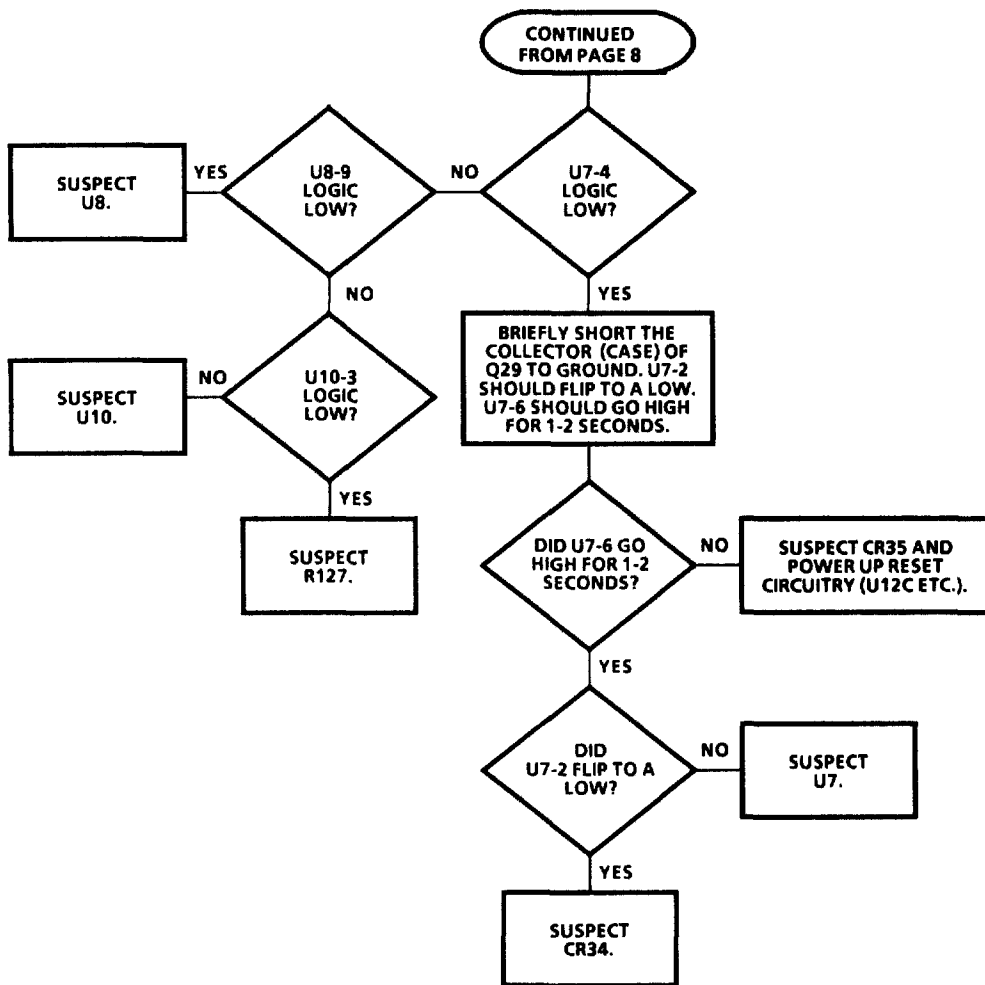 CONTINUED
FROM PAGE 8
U7-4
LOGIC
LOW?
NO
U8-9
LOGIC
LOW?
YES
SUSPECT
U8.
NO
U10-3
LOGIC
LOW?
NO
SUSPECT
U10.
YES
SUSPECT
R127.
YES
BRIEFLY SHORT THE
COLLECTOR (CASE) OF
Q29 TO GROUND. U7-2
SHOULD FLIP TO A LOW.
U7-6 SHOULD GO HIGH
FOR 1-2 SECONDS.
DID U7-6 GO
HIGH FOR 1-2
SECONDS?
NO
SUSPECT CR35 AND
POWER UP RESET
CIRCUITRY (U12C ETC.).
YES
DID
U7-2 FLIP TO A
LOW?
NO
SUSPECT
U7.
YES
SUSPECT
CR34.